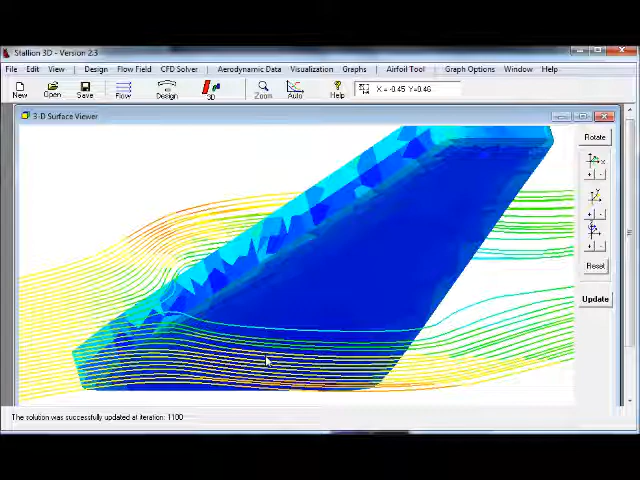 Stallion 3D - Version 2.3
File Edit View Design Flow Field CFD Solver Aerodynamic Data Visualization Graphs Airfoil Tool Graph Options Window Help
New Open Save Flow Design 3D Zoom Auto Help X = -0.45 Y=0.46
3-D Surface Viewer
Rotate
+ -
+ -
+ -
Reset
Update
The solution was successfully updated at iteration: 1100